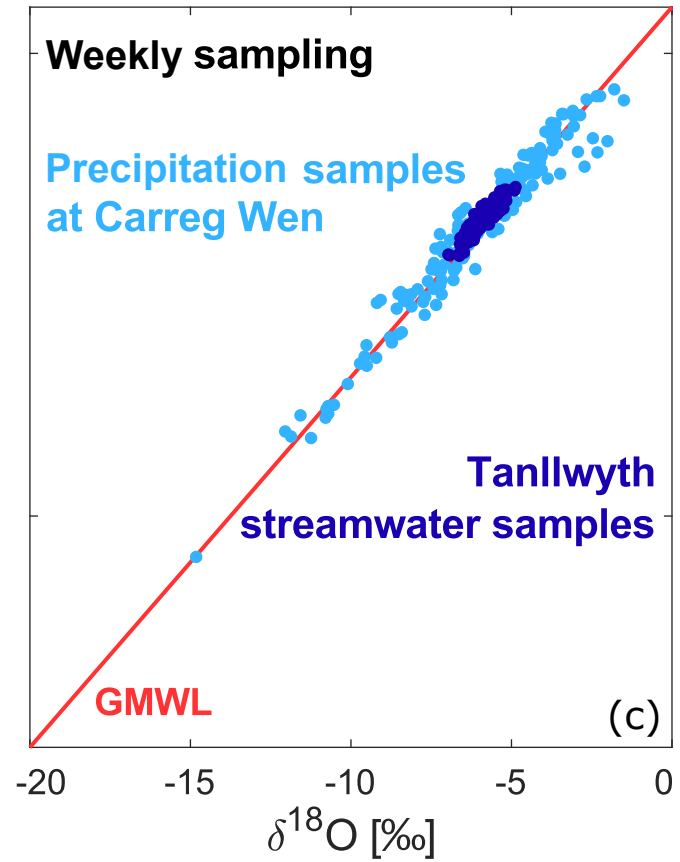 Weekly sampling
Precipitation samples
at Carreg Wen
Tanllwyth
streamwater samples
GMWL
(c)
-20 -15 -10 -5 0
δ¹⁸O [‰]